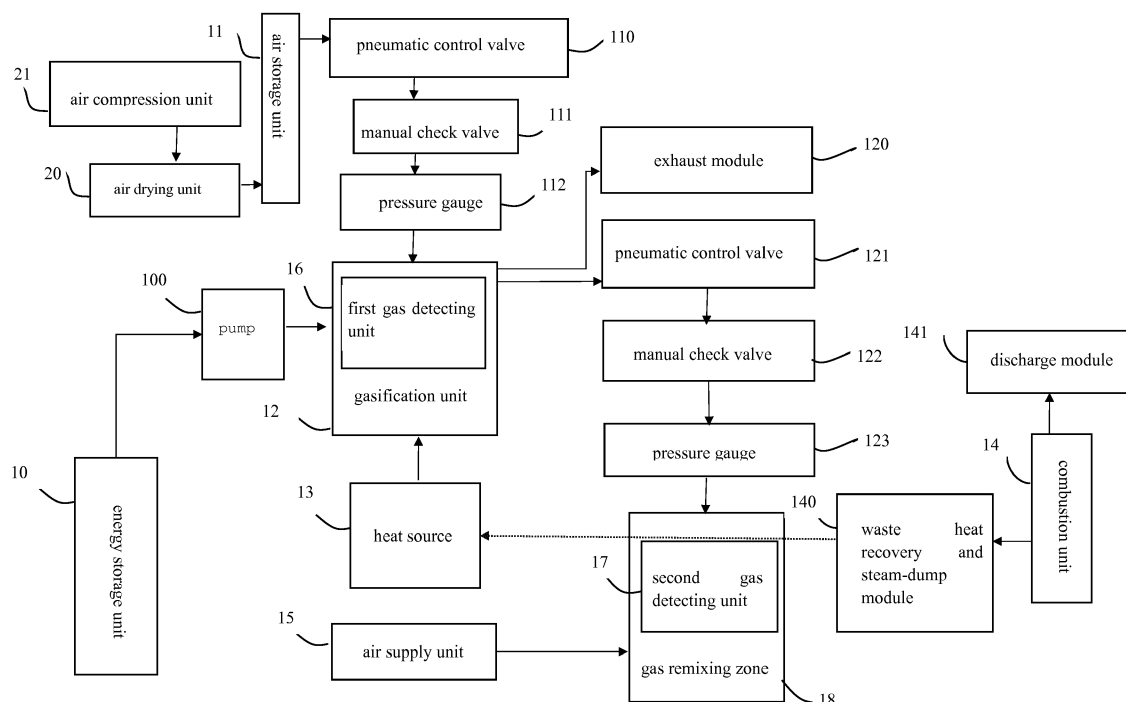 11
air storage unit
pneumatic control valve
110
21
air compression unit
111
manual check valve
120
exhaust module
20
air drying unit
112
pressure gauge
pneumatic control valve
121
16
100
first gas detecting
unit
pump
141
manual check valve
122
discharge module
gasification unit
12
123
14
10
pressure gauge
combustion unit
13
140
energy storage unit
heat source
waste heat
recovery and
steam-dump
module
17
second gas
detecting unit
15
air supply unit
gas remixing zone
18